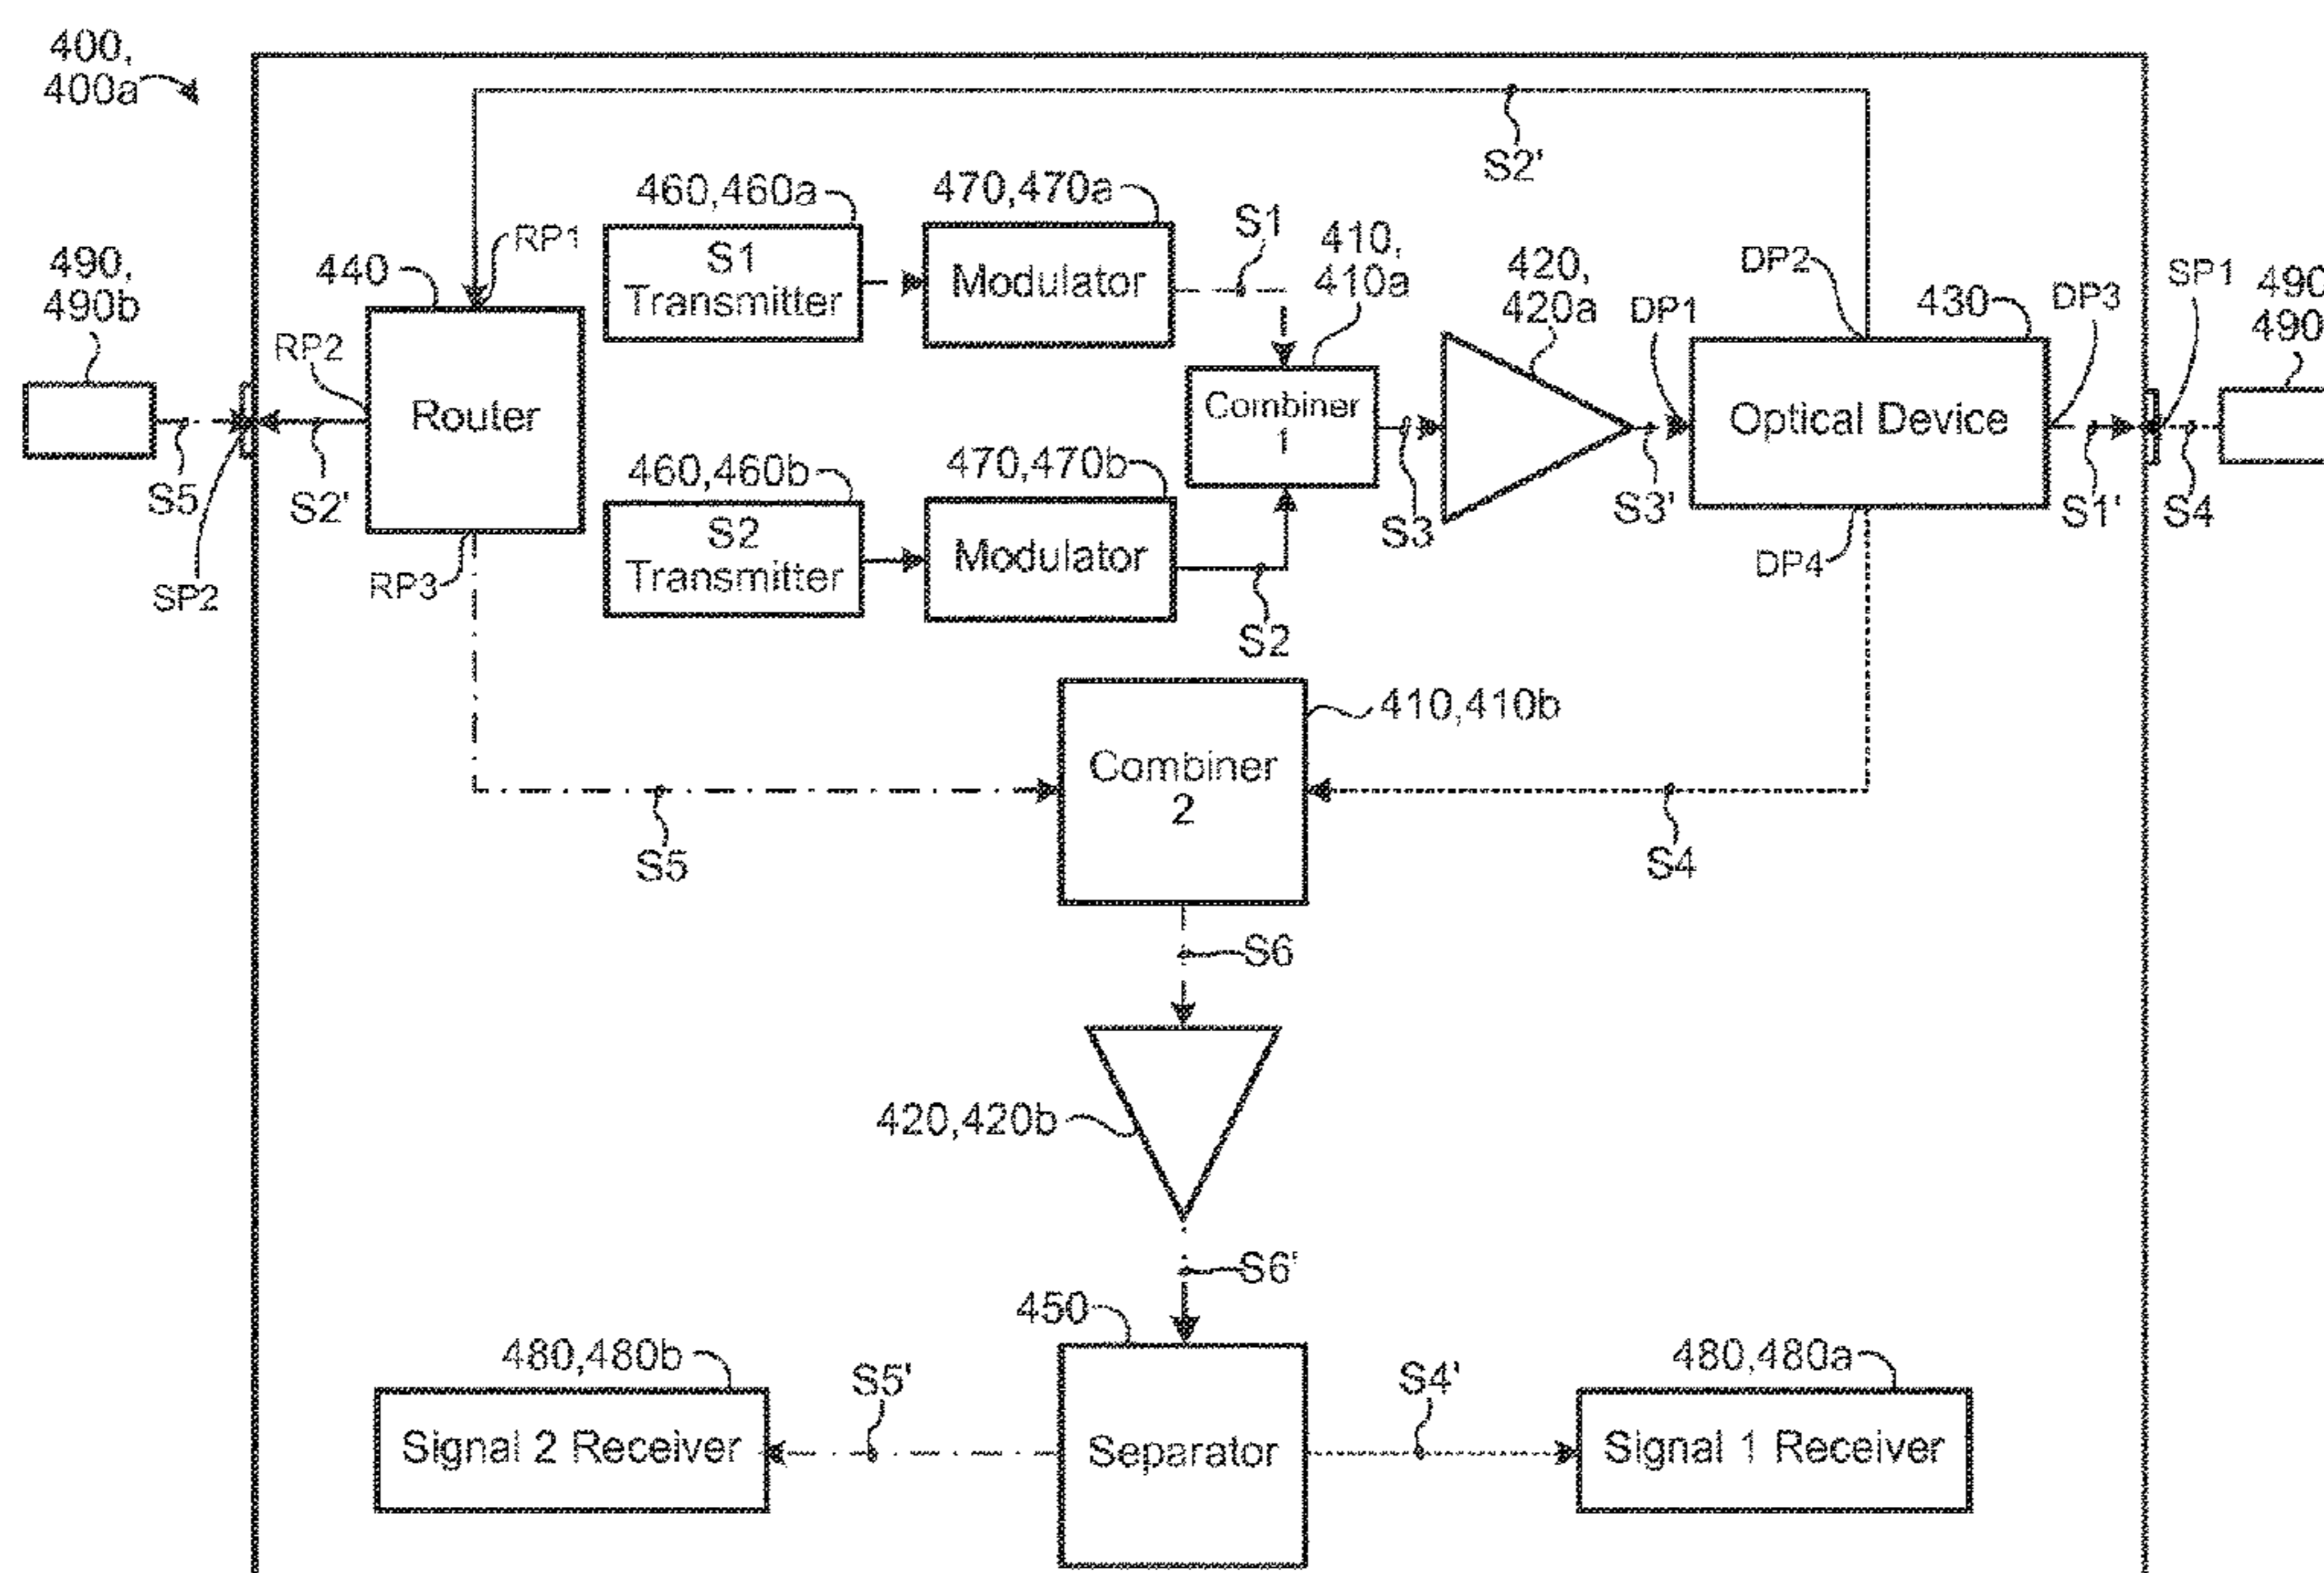 400,
400a
S2'
460,460a
470,470a
S1
410,
410a
490,
490b
440
RP1
S1
Transmitter
Modulator
420,
420a
DP1
DP2
430
DP3
SP1
490
490
RP2
Router
Combiner
1
Optical Device
S5
S2'
460,460b
470,470b
S3
S3'
S1'
S4
SP2
RP3
S2
Transmitter
Modulator
S2
DP4
410,410b
Combiner
2
S5
S4
S6
420,420b
S6'
450
480,480b
S5'
S4'
480,480a
Signal 2 Receiver
Separator
Signal 1 Receiver